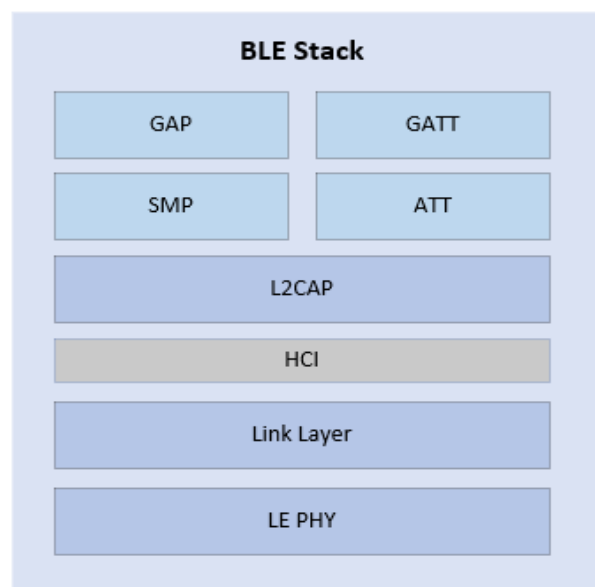 BLE Stack
GAP
GATT
SMP
ATT
L2CAP
HCI
Link Layer
LE PHY